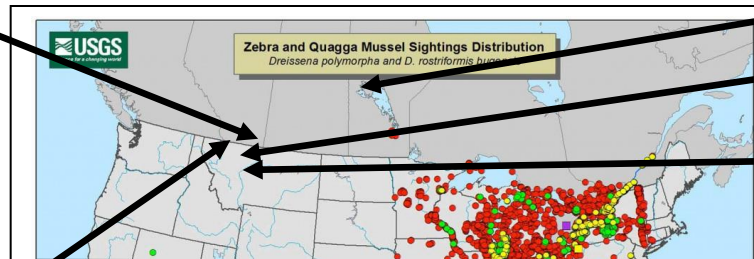 USGS
science for a changing world
Zebra and Quagga Mussel Sightings Distribution
Dreissena polymorpha and D. rostriformis bugensis